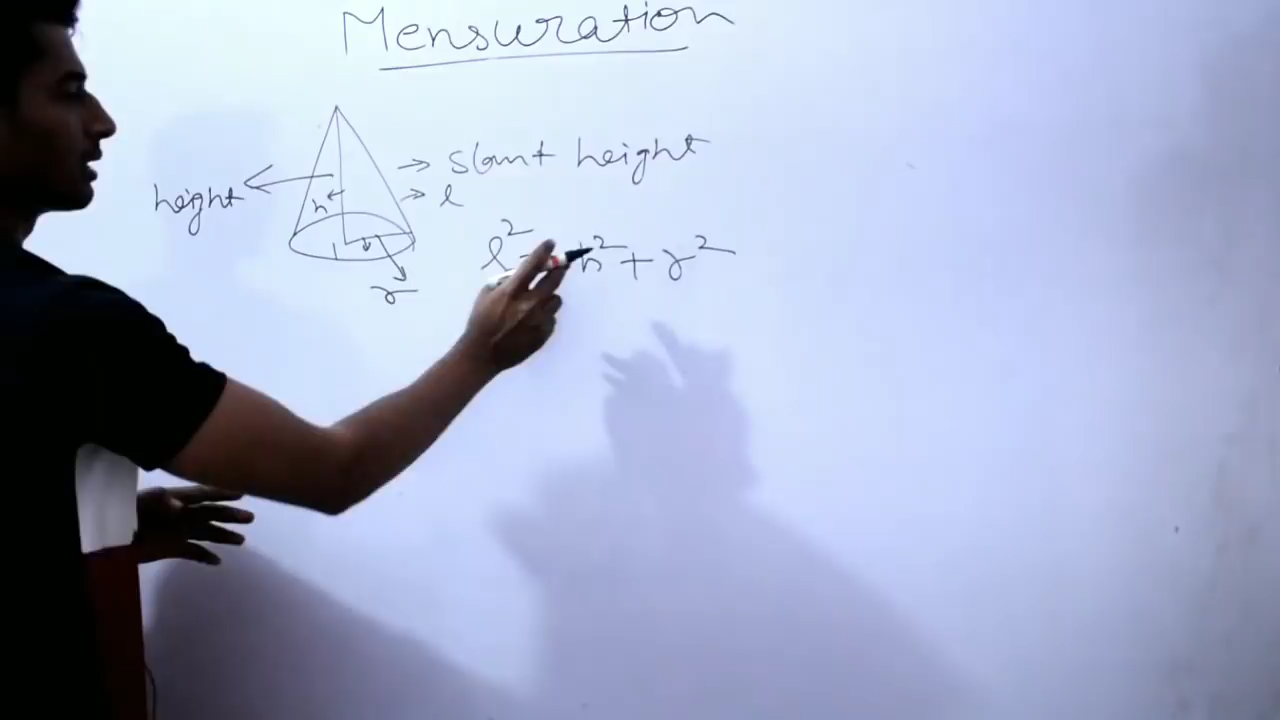 Mensuration
→ slant height
height
h
→ l
l² = h² + r²
r
r